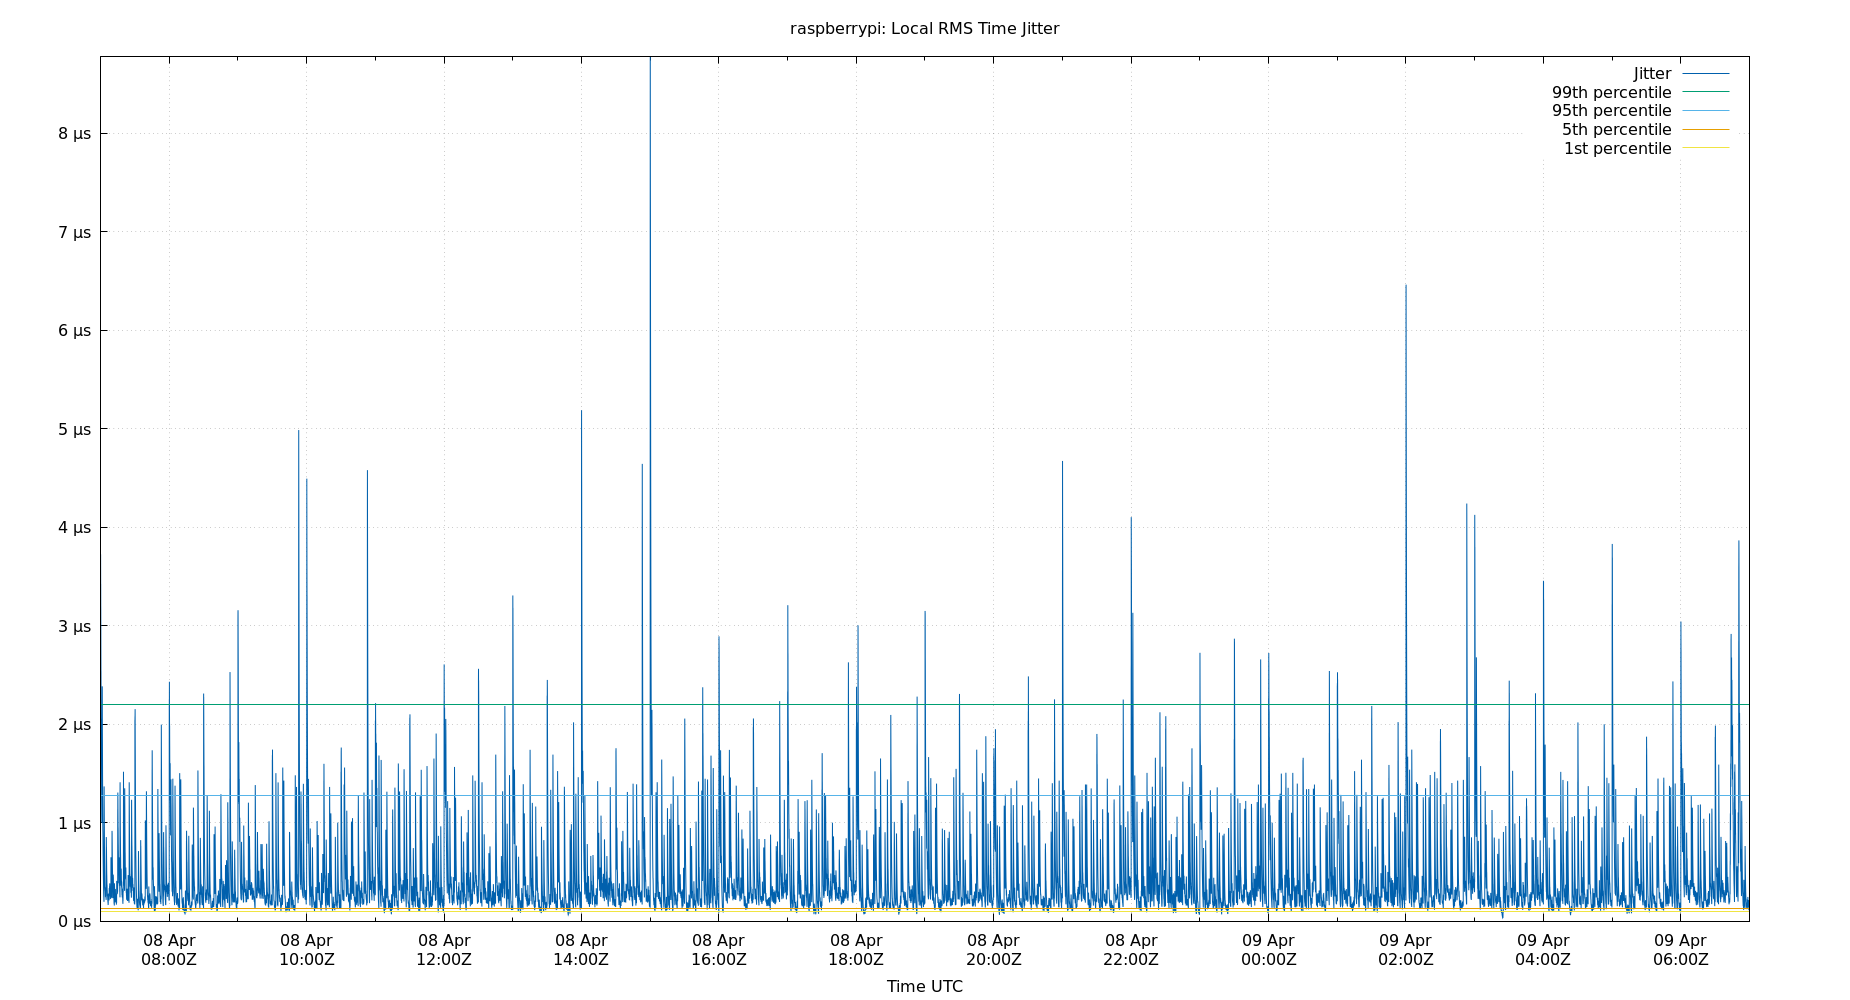 raspberrypi: Local RMS Time Jitter
Jitter
99th percentile
95th percentile
5th percentile
1st percentile
8 µs
7 µs
6 µs
5 µs
4 µs
3 µs
2 µs
1 µs
0 µs
08 Apr 08 Apr 08 Apr 08 Apr 08 Apr 08 Apr 08 Apr 08 Apr 09 Apr 09 Apr 09 Apr 09 Apr
08:00Z 10:00Z 12:00Z 14:00Z 16:00Z 18:00Z 20:00Z 22:00Z 00:00Z 02:00Z 04:00Z 06:00Z
Time UTC